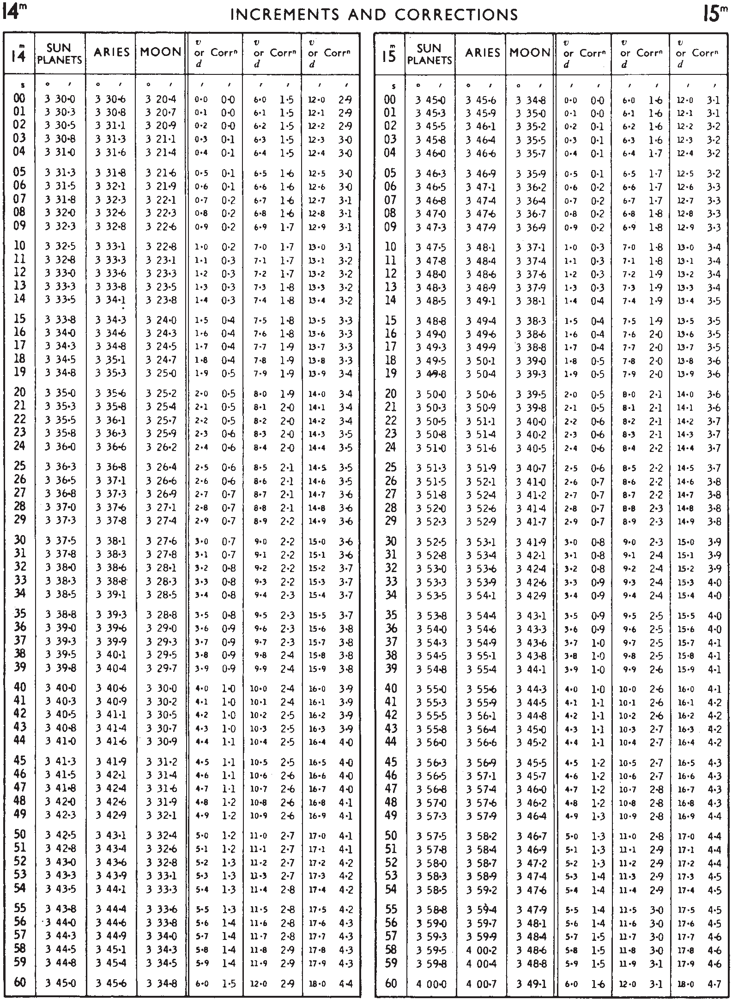 14ᵐ INCREMENTS AND CORRECTIONS 15ᵐ
14ᵐ SUN PLANETS ARIES MOON v or d Corrⁿ v or d Corrⁿ v or d Corrⁿ
s ° ′ ° ′ ° ′ ′ ′ ′ ′ ′ ′
00 3 30·0 3 30·6 3 20·4 0·0 0·0 6·0 1·5 12·0 2·9
01 3 30·3 3 30·8 3 20·7 0·1 0·0 6·1 1·5 12·1 2·9
02 3 30·5 3 31·1 3 20·9 0·2 0·0 6·2 1·5 12·2 2·9
03 3 30·8 3 31·3 3 21·1 0·3 0·1 6·3 1·5 12·3 3·0
04 3 31·0 3 31·6 3 21·4 0·4 0·1 6·4 1·5 12·4 3·0
05 3 31·3 3 31·8 3 21·6 0·5 0·1 6·5 1·6 12·5 3·0
06 3 31·5 3 32·1 3 21·9 0·6 0·1 6·6 1·6 12·6 3·0
07 3 31·8 3 32·3 3 22·1 0·7 0·2 6·7 1·6 12·7 3·1
08 3 32·0 3 32·6 3 22·3 0·8 0·2 6·8 1·6 12·8 3·1
09 3 32·3 3 32·8 3 22·6 0·9 0·2 6·9 1·7 12·9 3·1
10 3 32·5 3 33·1 3 22·8 1·0 0·2 7·0 1·7 13·0 3·1
11 3 32·8 3 33·3 3 23·1 1·1 0·3 7·1 1·7 13·1 3·2
12 3 33·0 3 33·6 3 23·3 1·2 0·3 7·2 1·7 13·2 3·2
13 3 33·3 3 33·8 3 23·5 1·3 0·3 7·3 1·8 13·3 3·2
14 3 33·5 3 34·1 3 23·8 1·4 0·3 7·4 1·8 13·4 3·2
15 3 33·8 3 34·3 3 24·0 1·5 0·4 7·5 1·8 13·5 3·3
16 3 34·0 3 34·6 3 24·3 1·6 0·4 7·6 1·8 13·6 3·3
17 3 34·3 3 34·8 3 24·5 1·7 0·4 7·7 1·9 13·7 3·3
18 3 34·5 3 35·1 3 24·7 1·8 0·4 7·8 1·9 13·8 3·3
19 3 34·8 3 35·3 3 25·0 1·9 0·5 7·9 1·9 13·9 3·4
20 3 35·0 3 35·6 3 25·2 2·0 0·5 8·0 1·9 14·0 3·4
21 3 35·3 3 35·8 3 25·4 2·1 0·5 8·1 2·0 14·1 3·4
22 3 35·5 3 36·1 3 25·7 2·2 0·5 8·2 2·0 14·2 3·4
23 3 35·8 3 36·3 3 25·9 2·3 0·6 8·3 2·0 14·3 3·5
24 3 36·0 3 36·6 3 26·2 2·4 0·6 8·4 2·0 14·4 3·5
25 3 36·3 3 36·8 3 26·4 2·5 0·6 8·5 2·1 14·5 3·5
26 3 36·5 3 37·1 3 26·6 2·6 0·6 8·6 2·1 14·6 3·5
27 3 36·8 3 37·3 3 26·9 2·7 0·7 8·7 2·1 14·7 3·6
28 3 37·0 3 37·6 3 27·1 2·8 0·7 8·8 2·1 14·8 3·6
29 3 37·3 3 37·8 3 27·4 2·9 0·7 8·9 2·2 14·9 3·6
30 3 37·5 3 38·1 3 27·6 3·0 0·7 9·0 2·2 15·0 3·6
31 3 37·8 3 38·3 3 27·8 3·1 0·7 9·1 2·2 15·1 3·6
32 3 38·0 3 38·6 3 28·1 3·2 0·8 9·2 2·2 15·2 3·7
33 3 38·3 3 38·8 3 28·3 3·3 0·8 9·3 2·2 15·3 3·7
34 3 38·5 3 39·1 3 28·5 3·4 0·8 9·4 2·3 15·4 3·7
35 3 38·8 3 39·3 3 28·8 3·5 0·8 9·5 2·3 15·5 3·7
36 3 39·0 3 39·6 3 29·0 3·6 0·9 9·6 2·3 15·6 3·8
37 3 39·3 3 39·9 3 29·3 3·7 0·9 9·7 2·3 15·7 3·8
38 3 39·5 3 40·1 3 29·5 3·8 0·9 9·8 2·4 15·8 3·8
39 3 39·8 3 40·4 3 29·7 3·9 0·9 9·9 2·4 15·9 3·8
40 3 40·0 3 40·6 3 30·0 4·0 1·0 10·0 2·4 16·0 3·9
41 3 40·3 3 40·9 3 30·2 4·1 1·0 10·1 2·4 16·1 3·9
42 3 40·5 3 41·1 3 30·5 4·2 1·0 10·2 2·5 16·2 3·9
43 3 40·8 3 41·4 3 30·7 4·3 1·0 10·3 2·5 16·3 3·9
44 3 41·0 3 41·6 3 30·9 4·4 1·1 10·4 2·5 16·4 4·0
45 3 41·3 3 41·9 3 31·2 4·5 1·1 10·5 2·5 16·5 4·0
46 3 41·5 3 42·1 3 31·4 4·6 1·1 10·6 2·6 16·6 4·0
47 3 41·8 3 42·4 3 31·6 4·7 1·1 10·7 2·6 16·7 4·0
48 3 42·0 3 42·6 3 31·9 4·8 1·2 10·8 2·6 16·8 4·1
49 3 42·3 3 42·9 3 32·1 4·9 1·2 10·9 2·6 16·9 4·1
50 3 42·5 3 43·1 3 32·4 5·0 1·2 11·0 2·7 17·0 4·1
51 3 42·8 3 43·4 3 32·6 5·1 1·2 11·1 2·7 17·1 4·1
52 3 43·0 3 43·6 3 32·8 5·2 1·3 11·2 2·7 17·2 4·2
53 3 43·3 3 43·9 3 33·1 5·3 1·3 11·3 2·7 17·3 4·2
54 3 43·5 3 44·1 3 33·3 5·4 1·3 11·4 2·8 17·4 4·2
55 3 43·8 3 44·4 3 33·6 5·5 1·3 11·5 2·8 17·5 4·2
56 3 44·0 3 44·6 3 33·8 5·6 1·4 11·6 2·8 17·6 4·3
57 3 44·3 3 44·9 3 34·0 5·7 1·4 11·7 2·8 17·7 4·3
58 3 44·5 3 45·1 3 34·3 5·8 1·4 11·8 2·9 17·8 4·3
59 3 44·8 3 45·4 3 34·5 5·9 1·4 11·9 2·9 17·9 4·3
60 3 45·0 3 45·6 3 34·8 6·0 1·5 12·0 2·9 18·0 4·4
15ᵐ SUN PLANETS ARIES MOON v or d Corrⁿ v or d Corrⁿ v or d Corrⁿ
s ° ′ ° ′ ° ′ ′ ′ ′ ′ ′ ′
00 3 45·0 3 45·6 3 34·8 0·0 0·0 6·0 1·6 12·0 3·1
01 3 45·3 3 45·9 3 35·0 0·1 0·0 6·1 1·6 12·1 3·1
02 3 45·5 3 46·1 3 35·2 0·2 0·1 6·2 1·6 12·2 3·2
03 3 45·8 3 46·4 3 35·5 0·3 0·1 6·3 1·6 12·3 3·2
04 3 46·0 3 46·6 3 35·7 0·4 0·1 6·4 1·7 12·4 3·2
05 3 46·3 3 46·9 3 35·9 0·5 0·1 6·5 1·7 12·5 3·2
06 3 46·5 3 47·1 3 36·2 0·6 0·2 6·6 1·7 12·6 3·3
07 3 46·8 3 47·4 3 36·4 0·7 0·2 6·7 1·7 12·7 3·3
08 3 47·0 3 47·6 3 36·7 0·8 0·2 6·8 1·8 12·8 3·3
09 3 47·3 3 47·9 3 36·9 0·9 0·2 6·9 1·8 12·9 3·3
10 3 47·5 3 48·1 3 37·1 1·0 0·3 7·0 1·8 13·0 3·4
11 3 47·8 3 48·4 3 37·4 1·1 0·3 7·1 1·8 13·1 3·4
12 3 48·0 3 48·6 3 37·6 1·2 0·3 7·2 1·9 13·2 3·4
13 3 48·3 3 48·9 3 37·9 1·3 0·3 7·3 1·9 13·3 3·4
14 3 48·5 3 49·1 3 38·1 1·4 0·4 7·4 1·9 13·4 3·5
15 3 48·8 3 49·4 3 38·3 1·5 0·4 7·5 1·9 13·5 3·5
16 3 49·0 3 49·6 3 38·6 1·6 0·4 7·6 2·0 13·6 3·5
17 3 49·3 3 49·9 3 38·8 1·7 0·4 7·7 2·0 13·7 3·5
18 3 49·5 3 50·1 3 39·0 1·8 0·5 7·8 2·0 13·8 3·6
19 3 49·8 3 50·4 3 39·3 1·9 0·5 7·9 2·0 13·9 3·6
20 3 50·0 3 50·6 3 39·5 2·0 0·5 8·0 2·1 14·0 3·6
21 3 50·3 3 50·9 3 39·8 2·1 0·5 8·1 2·1 14·1 3·6
22 3 50·5 3 51·1 3 40·0 2·2 0·6 8·2 2·1 14·2 3·7
23 3 50·8 3 51·4 3 40·2 2·3 0·6 8·3 2·1 14·3 3·7
24 3 51·0 3 51·6 3 40·5 2·4 0·6 8·4 2·2 14·4 3·7
25 3 51·3 3 51·9 3 40·7 2·5 0·6 8·5 2·2 14·5 3·7
26 3 51·5 3 52·1 3 41·0 2·6 0·7 8·6 2·2 14·6 3·8
27 3 51·8 3 52·4 3 41·2 2·7 0·7 8·7 2·2 14·7 3·8
28 3 52·0 3 52·6 3 41·4 2·8 0·7 8·8 2·3 14·8 3·8
29 3 52·3 3 52·9 3 41·7 2·9 0·7 8·9 2·3 14·9 3·8
30 3 52·5 3 53·1 3 41·9 3·0 0·8 9·0 2·3 15·0 3·9
31 3 52·8 3 53·4 3 42·1 3·1 0·8 9·1 2·4 15·1 3·9
32 3 53·0 3 53·6 3 42·4 3·2 0·8 9·2 2·4 15·2 3·9
33 3 53·3 3 53·9 3 42·6 3·3 0·9 9·3 2·4 15·3 4·0
34 3 53·5 3 54·1 3 42·9 3·4 0·9 9·4 2·4 15·4 4·0
35 3 53·8 3 54·4 3 43·1 3·5 0·9 9·5 2·5 15·5 4·0
36 3 54·0 3 54·6 3 43·3 3·6 0·9 9·6 2·5 15·6 4·0
37 3 54·3 3 54·9 3 43·6 3·7 1·0 9·7 2·5 15·7 4·1
38 3 54·5 3 55·1 3 43·8 3·8 1·0 9·8 2·5 15·8 4·1
39 3 54·8 3 55·4 3 44·1 3·9 1·0 9·9 2·6 15·9 4·1
40 3 55·0 3 55·6 3 44·3 4·0 1·0 10·0 2·6 16·0 4·1
41 3 55·3 3 55·9 3 44·5 4·1 1·1 10·1 2·6 16·1 4·2
42 3 55·5 3 56·1 3 44·8 4·2 1·1 10·2 2·6 16·2 4·2
43 3 55·8 3 56·4 3 45·0 4·3 1·1 10·3 2·7 16·3 4·2
44 3 56·0 3 56·6 3 45·2 4·4 1·1 10·4 2·7 16·4 4·2
45 3 56·3 3 56·9 3 45·5 4·5 1·2 10·5 2·7 16·5 4·3
46 3 56·5 3 57·1 3 45·7 4·6 1·2 10·6 2·7 16·6 4·3
47 3 56·8 3 57·4 3 46·0 4·7 1·2 10·7 2·8 16·7 4·3
48 3 57·0 3 57·6 3 46·2 4·8 1·2 10·8 2·8 16·8 4·3
49 3 57·3 3 57·9 3 46·4 4·9 1·3 10·9 2·8 16·9 4·4
50 3 57·5 3 58·2 3 46·7 5·0 1·3 11·0 2·8 17·0 4·4
51 3 57·8 3 58·4 3 46·9 5·1 1·3 11·1 2·9 17·1 4·4
52 3 58·0 3 58·7 3 47·2 5·2 1·3 11·2 2·9 17·2 4·4
53 3 58·3 3 58·9 3 47·4 5·3 1·4 11·3 2·9 17·3 4·5
54 3 58·5 3 59·2 3 47·6 5·4 1·4 11·4 2·9 17·4 4·5
55 3 58·8 3 59·4 3 47·9 5·5 1·4 11·5 3·0 17·5 4·5
56 3 59·0 3 59·7 3 48·1 5·6 1·4 11·6 3·0 17·6 4·5
57 3 59·3 3 59·9 3 48·4 5·7 1·5 11·7 3·0 17·7 4·6
58 3 59·5 4 00·2 3 48·6 5·8 1·5 11·8 3·0 17·8 4·6
59 3 59·8 4 00·4 3 48·8 5·9 1·5 11·9 3·1 17·9 4·6
60 4 00·0 4 00·7 3 49·1 6·0 1·6 12·0 3·1 18·0 4·7